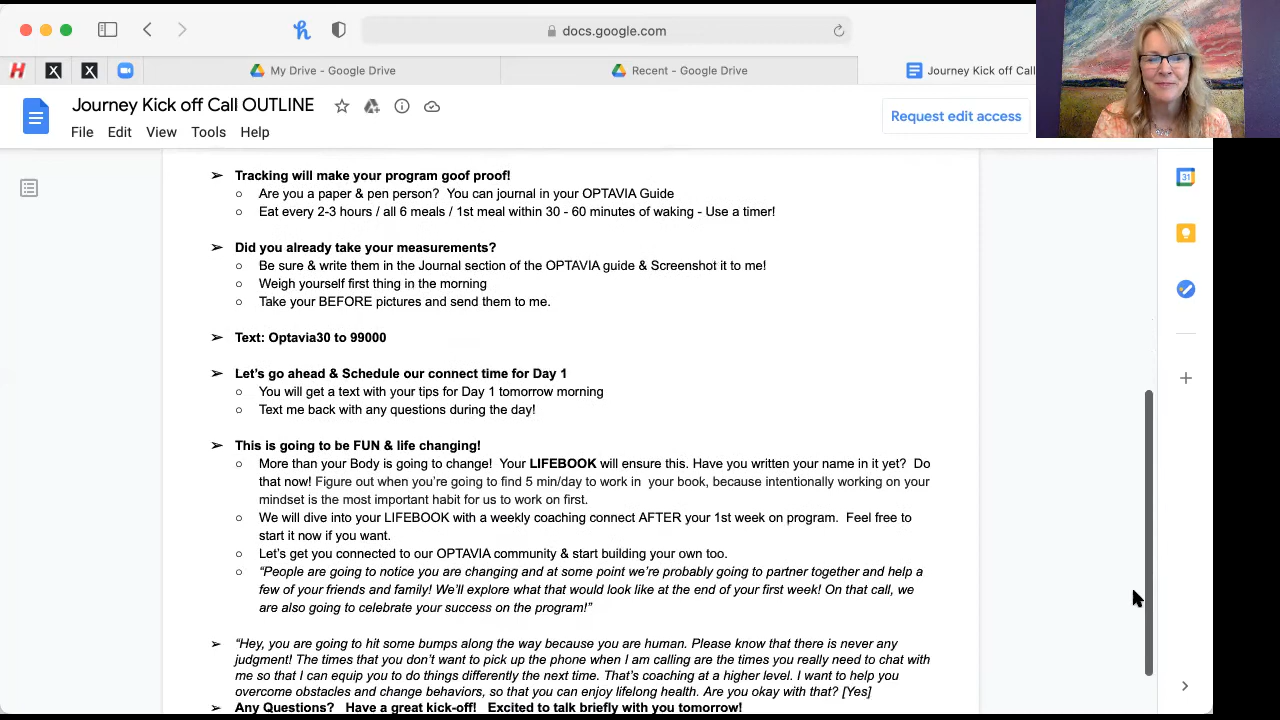 docs.google.com
My Drive - Google Drive
Recent - Google Drive
Journey Kick off Call
Journey Kick off Call OUTLINE
File Edit View Tools Help
Request edit access
31
➢ Tracking will make your program goof proof!
○ Are you a paper & pen person?  You can journal in your OPTAVIA Guide
○ Eat every 2-3 hours / all 6 meals / 1st meal within 30 - 60 minutes of waking - Use a timer!
➢ Did you already take your measurements?
○ Be sure & write them in the Journal section of the OPTAVIA guide & Screenshot it to me!
○ Weigh yourself first thing in the morning
○ Take your BEFORE pictures and send them to me.
➢ Text: Optavia30 to 99000
➢ Let's go ahead & Schedule our connect time for Day 1
○ You will get a text with your tips for Day 1 tomorrow morning
○ Text me back with any questions during the day!
➢ This is going to be FUN & life changing!
○ More than your Body is going to change!  Your LIFEBOOK will ensure this. Have you written your name in it yet?  Do
that now! Figure out when you're going to find 5 min/day to work in  your book, because intentionally working on your
mindset is the most important habit for us to work on first.
○ We will dive into your LIFEBOOK with a weekly coaching connect AFTER your 1st week on program.  Feel free to
start it now if you want.
○ Let's get you connected to our OPTAVIA community & start building your own too.
○ "People are going to notice you are changing and at some point we're probably going to partner together and help a
few of your friends and family! We'll explore what that would look like at the end of your first week! On that call, we
are also going to celebrate your success on the program!"
➢ "Hey, you are going to hit some bumps along the way because you are human. Please know that there is never any
judgment! The times that you don't want to pick up the phone when I am calling are the times you really need to chat with
me so that I can equip you to do things differently the next time. That's coaching at a higher level. I want to help you
overcome obstacles and change behaviors, so that you can enjoy lifelong health. Are you okay with that? [Yes]
➢ Any Questions?  Have a great kick-off!  Excited to talk briefly with you tomorrow!